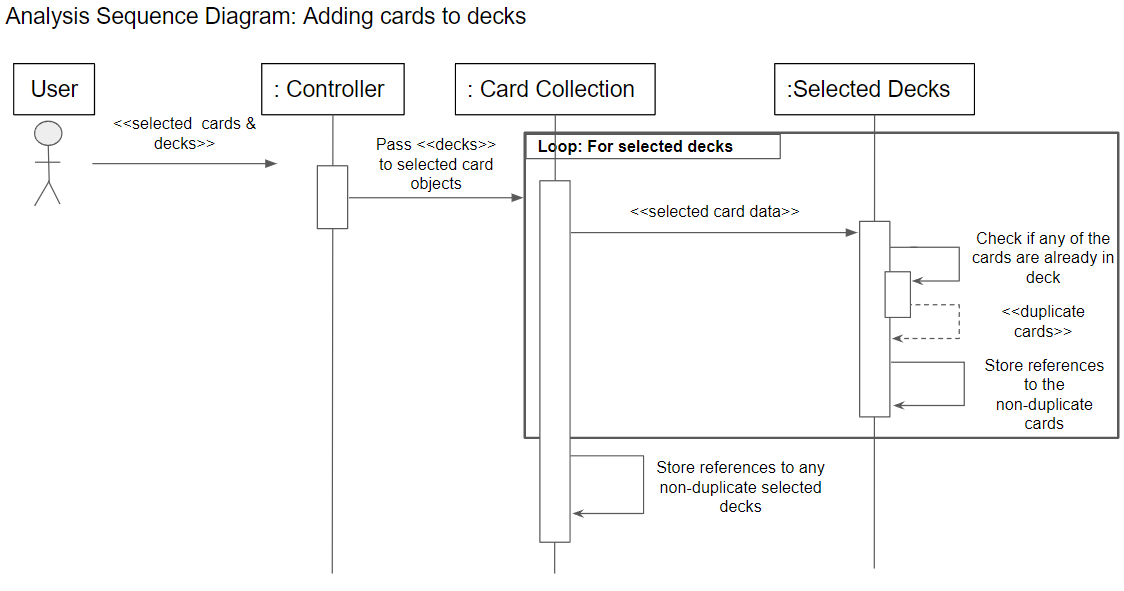 Analysis Sequence Diagram: Adding cards to decks
User
: Controller
: Card Collection
:Selected Decks
<<selected  cards &
decks>>
Pass <<decks>>
to selected card
objects
Loop: For selected decks
<<selected card data>>
Check if any of the
cards are already in
deck
<<duplicate
cards>>
Store references
to the
non-duplicate
cards
Store references to any
non-duplicate selected
decks